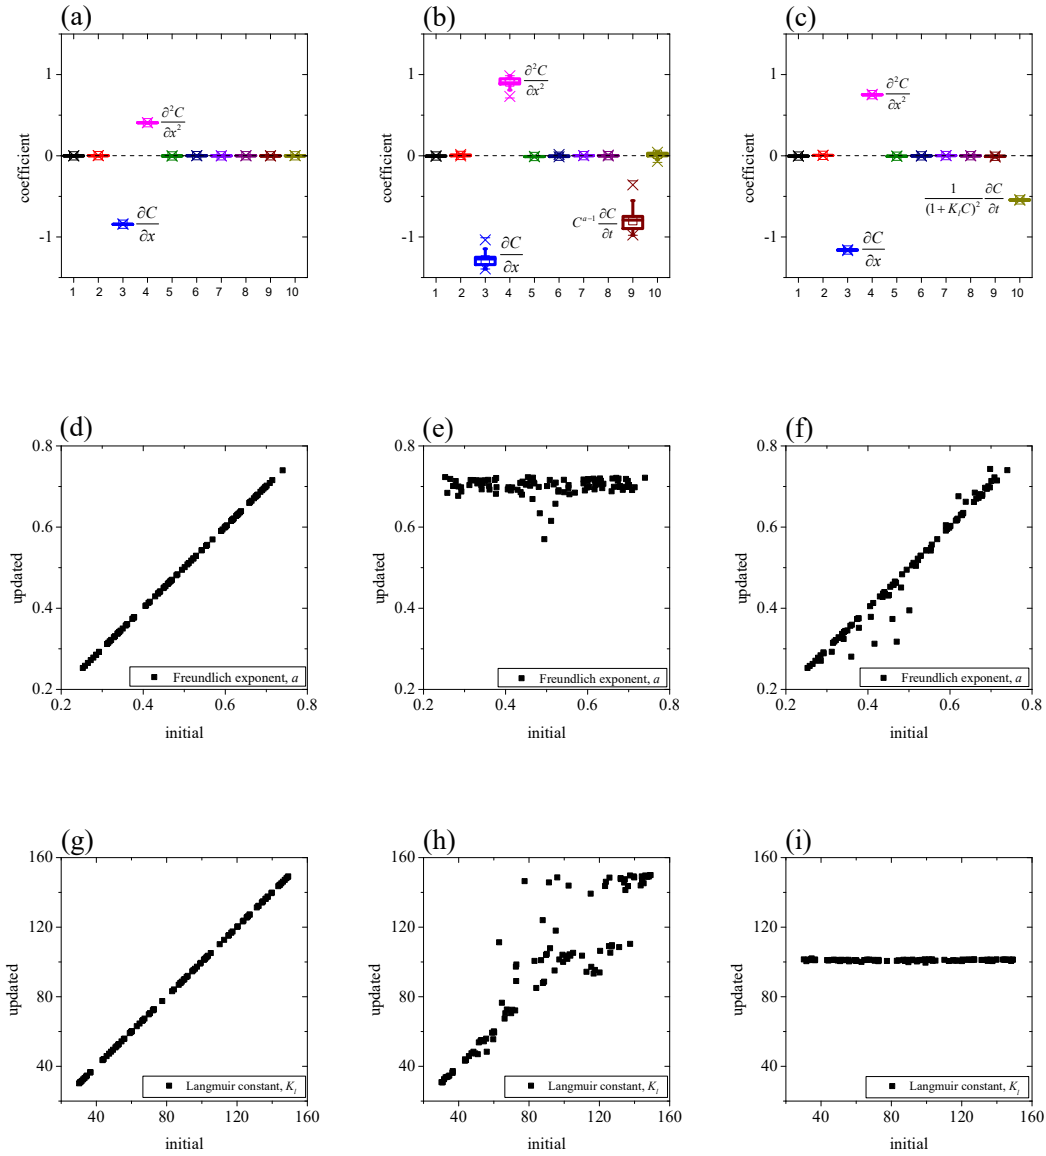 (a) (b) (c)
coefficient
1
0
-1
∂²C/∂x²
∂C/∂x
1 2 3 4 5 6 7 8 9 10
coefficient
1
0
-1
∂²C/∂x²
C^{a-1} ∂C/∂t
∂C/∂x
1 2 3 4 5 6 7 8 9 10
coefficient
1
0
-1
∂²C/∂x²
1/(1+K_l C)² ∂C/∂t
∂C/∂x
1 2 3 4 5 6 7 8 9 10
(d) (e) (f)
updated
0.8
0.6
0.4
0.2
Freundlich exponent, a
0.2 0.4 0.6 0.8
initial
updated
0.8
0.6
0.4
0.2
Freundlich exponent, a
0.2 0.4 0.6 0.8
initial
updated
0.8
0.6
0.4
0.2
Freundlich exponent, a
0.2 0.4 0.6 0.8
initial
(g) (h) (i)
updated
160
120
80
40
Langmuir constant, K_l
40 80 120 160
initial
updated
160
120
80
40
Langmuir constant, K_l
40 80 120 160
initial
updated
160
120
80
40
Langmuir constant, K_l
40 80 120 160
initial